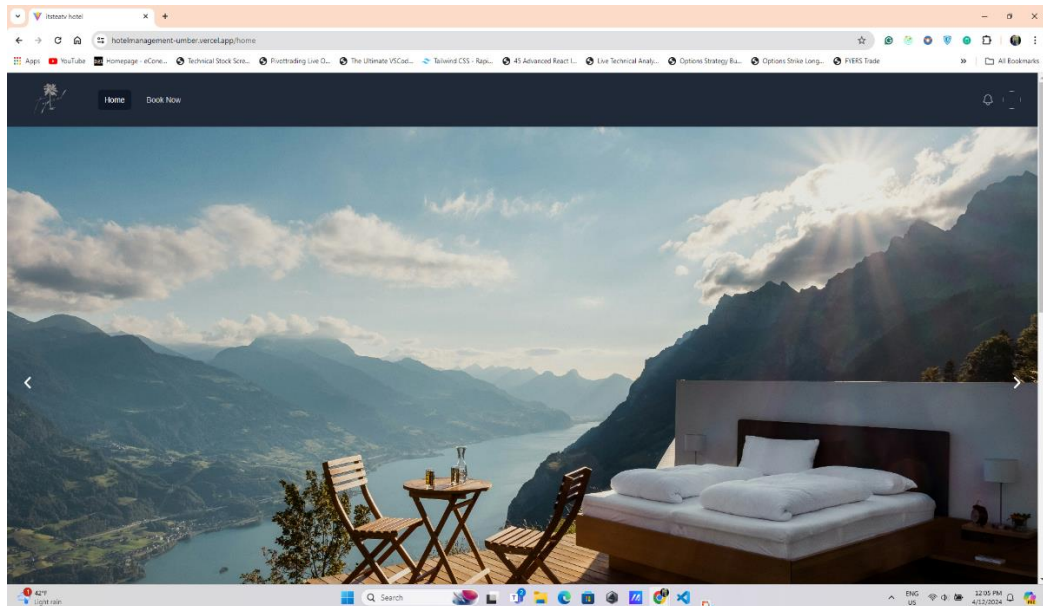 itsteatv hotel
hotelmanagement-umber.vercel.app/home
Apps YouTube Homepage - eCone... Technical Stock Scre... Pivottrading Live O... The Ultimate VSCod... Tailwind CSS - Rapi... 45 Advanced React I... Live Technical Analy... Options Strategy Bu... Options Strike Long... FYERS Trade » All Bookmarks
Home Book Now
42°F
Light rain
Search
ENG
US
12:05 PM
4/12/2024